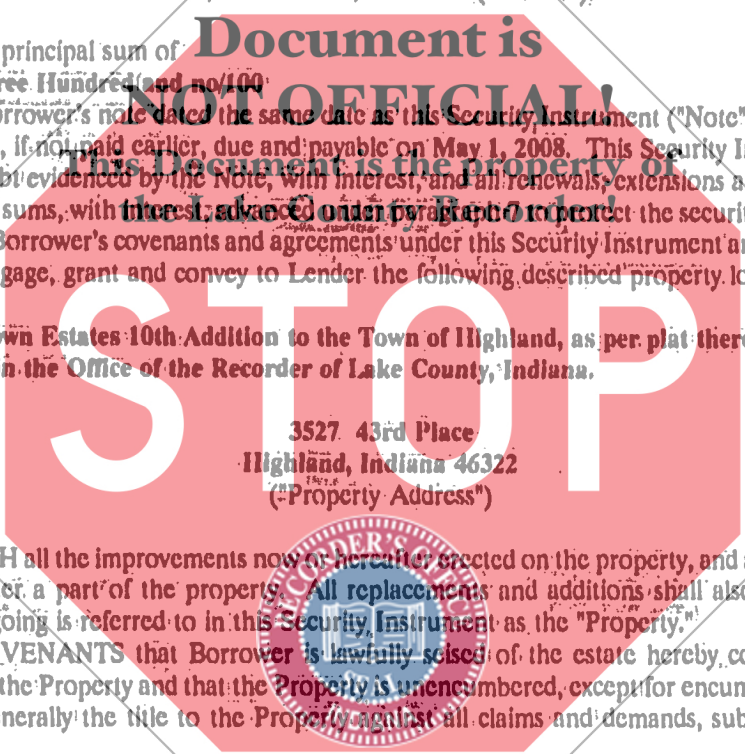 Document is
principal sum of
ree Hundred and no/100
NOT OFFICIAL!
orrower's note dated the same date as this Security Instrument ("Note"
, if not paid earlier, due and payable on May 1, 2008. This Security I
This Document is the property of
bt evidenced by the Note, with interest, and all renewals, extensions a
the Lake County Recorder!
sums, with interest, advanced under paragraph 7 to protect the securit
Borrower's covenants and agreements under this Security Instrument an
gage, grant and convey to Lender the following described property lo
STOP
wn Estates 10th Addition to the Town of Highland, as per plat there
n the Office of the Recorder of Lake County, Indiana.
3527 43rd Place
Highland, Indiana 46322
("Property Address")
H all the improvements now or hereafter erected on the property, and
er a part of the property. All replacements and additions shall also
going is referred to in this Security Instrument as the "Property."
VENANTS that Borrower is lawfully seised of the estate hereby co
the Property and that the Property is unencumbered, except for encum
nerally the title to the Property against all claims and demands, sub
RECORDER'S OFFICE
SEAL